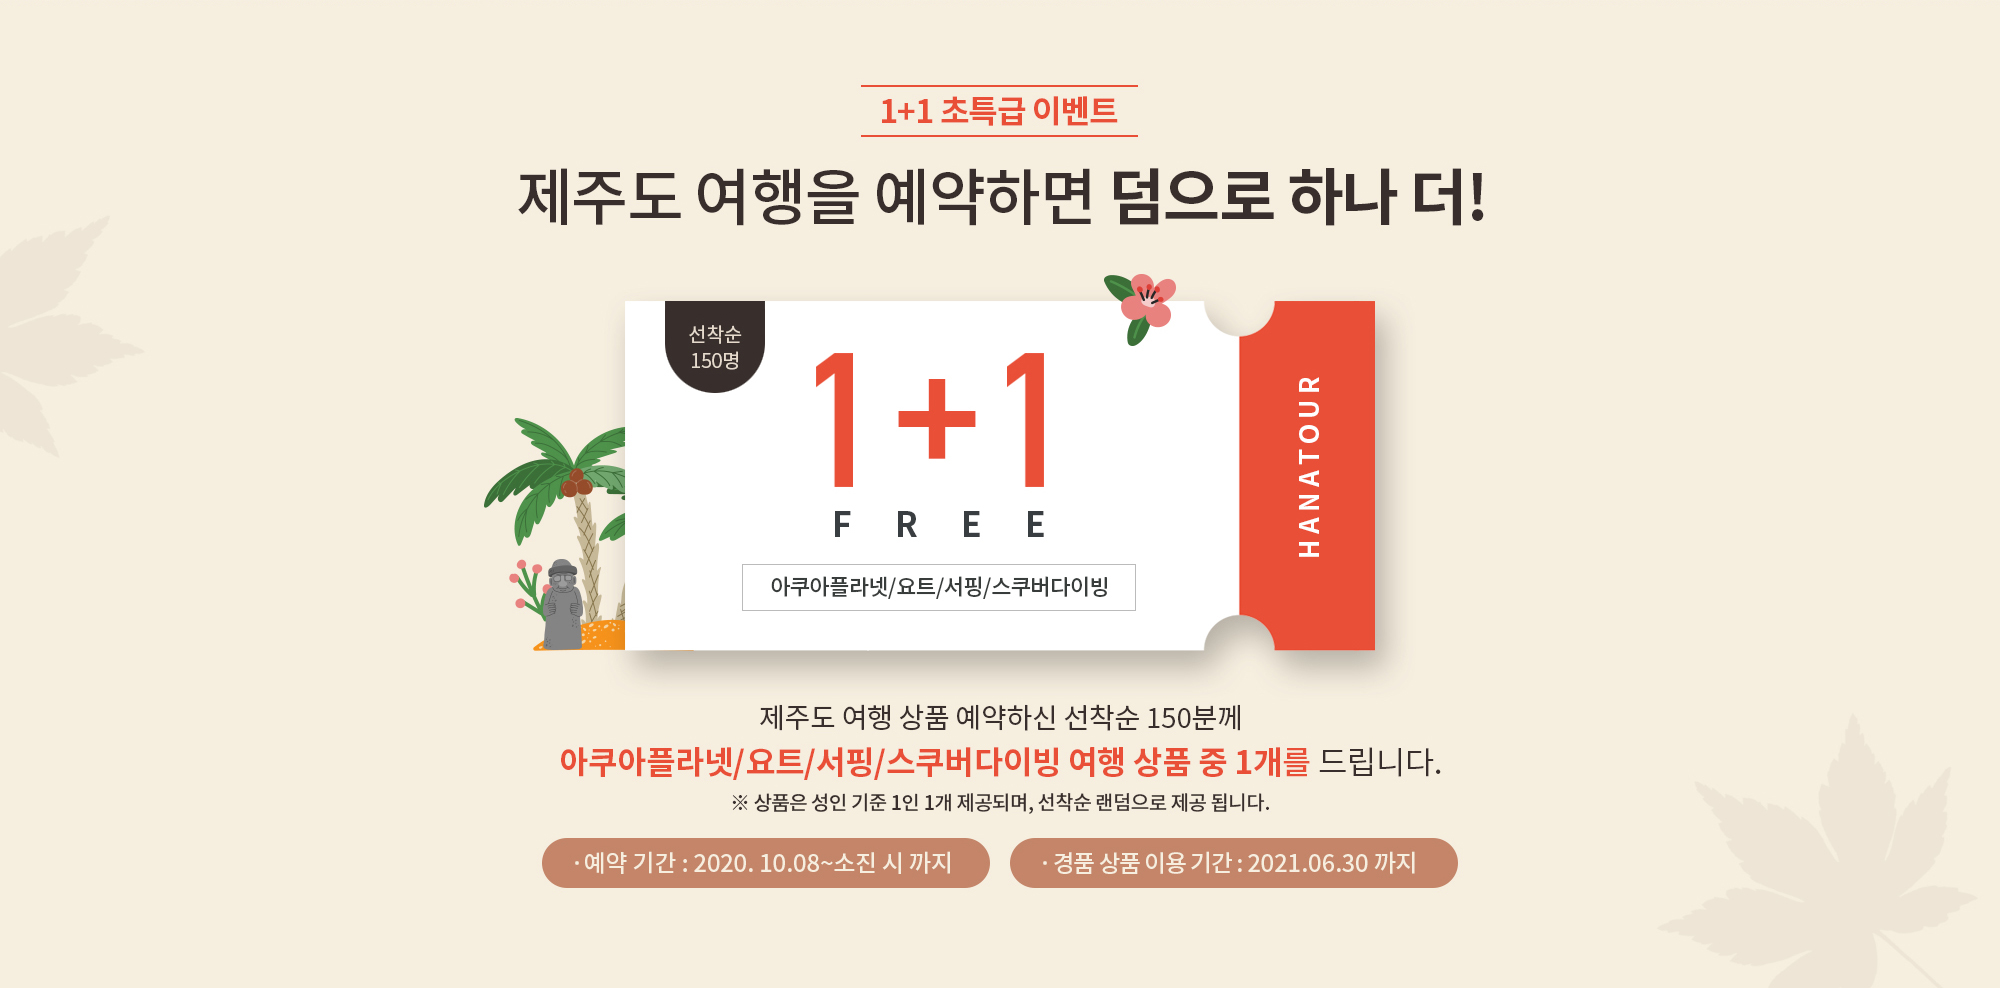 1+1 초특급 이벤트
제주도 여행을 예약하면 덤으로 하나 더!
선착순
150명
1+1
FREE
아쿠아플라넷/요트/서핑/스쿠버다이빙
HANATOUR
제주도 여행 상품 예약하신 선착순 150분께
아쿠아플라넷/요트/서핑/스쿠버다이빙 여행 상품 중 1개를 드립니다.
※ 상품은 성인 기준 1인 1개 제공되며, 선착순 랜덤으로 제공 됩니다.
· 예약 기간 : 2020. 10.08~소진 시 까지
· 경품 상품 이용 기간 : 2021.06.30 까지